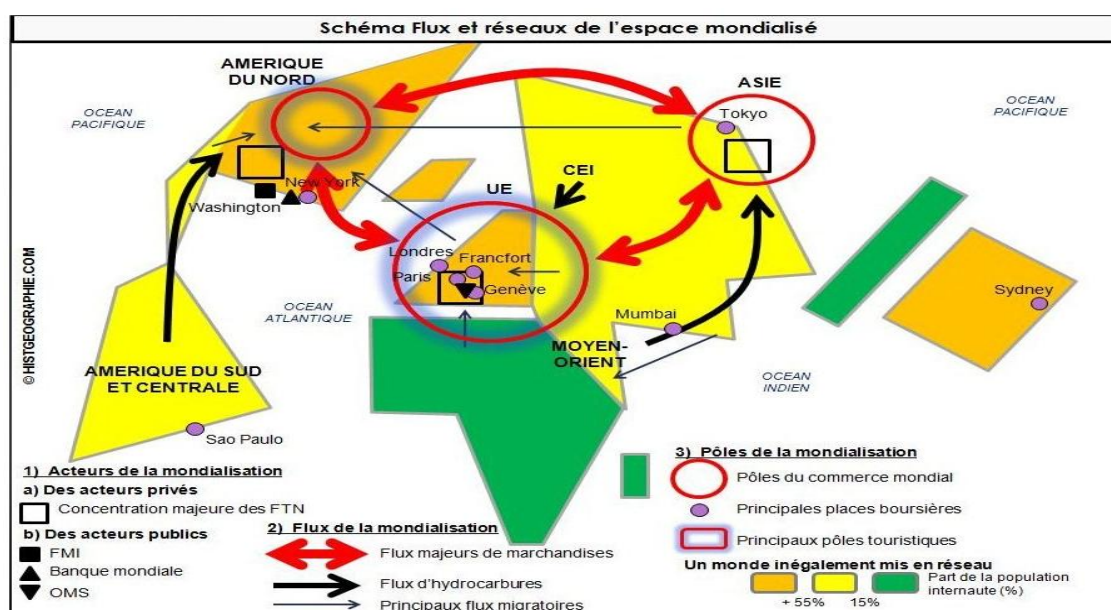 Schéma Flux et réseaux de l'espace mondialisé
AMERIQUE
DU NORD
ASIE
OCEAN
PACIFIQUE
Tokyo
OCEAN
PACIFIQUE
CEI
UE
New York
Washington
Londres
Francfort
Paris
Genève
Sydney
OCEAN
ATLANTIQUE
Mumbai
MOYEN-
ORIENT
OCEAN
INDIEN
© HISTGEOGRAPHIE.COM
AMERIQUE DU SUD
ET CENTRALE
Sao Paulo
1) Acteurs de la mondialisation
a) Des acteurs privés
Concentration majeure des FTN
b) Des acteurs publics
FMI
Banque mondiale
OMS
2) Flux de la mondialisation
Flux majeurs de marchandises
Flux d'hydrocarbures
Principaux flux migratoires
3) Pôles de la mondialisation
Pôles du commerce mondial
Principales places boursières
Principaux pôles touristiques
Un monde inégalement mis en réseau
Part de la population
internaute (%)
+ 55% 15%